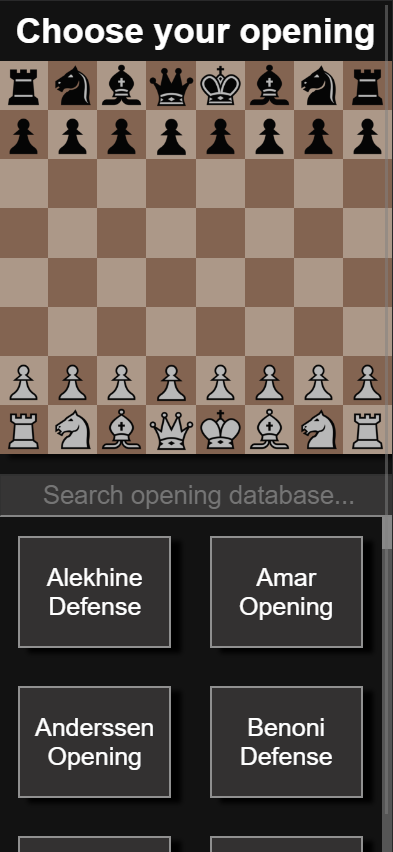 Choose your opening
Search opening database...
Alekhine
Defense
Amar
Opening
Anderssen
Opening
Benoni
Defense